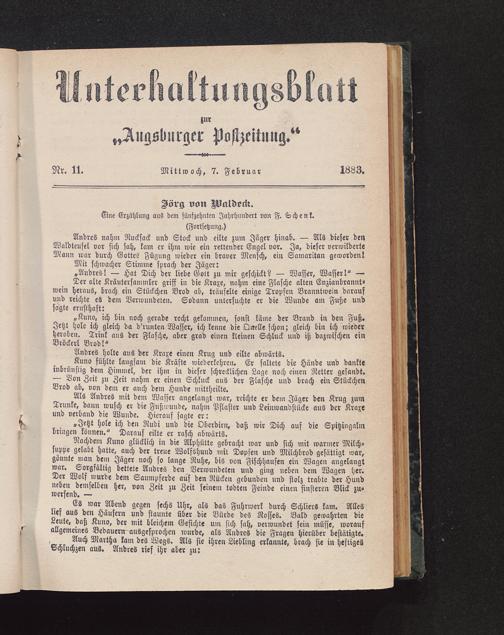 Unterhaltungsblatt
zur
„Augsburger Postzeitung.“
Nr. 11. Mittwoch, 7. Februar 1883.
Jörg von Waldeck.
Eine Erzählung aus dem fünfzehnten Jahrhundert von F. Schenk.
(Fortsetzung.)
Andres nahm Rucksack und Stock und eilte zum Jäger hinab. — Als dieser den
Waldteufel vor sich sah, kam er ihm wie ein rettender Engel vor. Ja, dieser verwilderte
Mann war durch Gottes Fügung wieder ein braver Mensch, ein Samaritan geworden!
Mit schwacher Stimme sprach der Jäger:
„Andres! — Hat Dich der liebe Gott zu mir geschickt! — Wasser, Wasser!“ —
Der alte Kräutersammler griff in die Kraxe, nahm eine Flasche alten Enzianbrannt-
wein heraus, brach ein Stückchen Brod ab, träufelte einige Tropfen Branntwein darauf
und reichte es dem Verwundeten. Sodann untersuchte er die Wunde am Fuße und
sagte ernsthaft:
„Kuno, ich bin noch gerade recht gekommen, sonst käme der Brand in den Fuß.
Jetzt hole ich gleich da d'runten Wasser, ich kenne die Quelle schon; gleich bin ich wieder
heroben. Trink aus der Flasche, aber grad einen kleinen Schluck und iß dazwischen ein
Bröckerl Brod!“
Andres holte aus der Kraxe einen Krug und eilte abwärts.
Kuno fühlte langsam die Kräfte wiederkehren. Er faltete die Hände und dankte
inbrünstig dem Himmel, der ihm in dieser schrecklichen Lage noch einen Retter gesandt.
— Von Zeit zu Zeit nahm er einen Schluck aus der Flasche und brach ein Stückchen
Brod ab, von dem er auch dem Hunde mittheilte.
Als Andres mit dem Wasser angelangt war, reichte er dem Jäger den Krug zum
Trunke, dann wusch er die Fußwunde, nahm Pflaster und Leinwandstücke aus der Kraxe
und verband die Wunde. Hierauf sagte er:
„Jetzt hole ich den Rudi und die Oberdirn, daß wir Dich auf die Spitzingalm
bringen können.“ Darauf eilte er rasch abwärts.
Nachdem Kuno glücklich in die Alphütte gebracht war und sich mit warmer Milch-
suppe gelabt hatte, auch der treue Wolfshund mit Topfen und Milchbrod gesättigt war,
gönnte man dem Jäger noch so lange Ruhe, bis von Fischhausen ein Wagen angelangt
war. Sorgfältig bettete Andres den Verwundeten und ging neben dem Wagen her.
Der Wolf wurde dem Saumpferde auf den Rücken gebunden und stolz trabte der Hund
neben demselben her, von Zeit zu Zeit seinem todten Feinde einen finsteren Blick zu-
werfend. —
Es war Abend gegen sechs Uhr, als das Fuhrwerk durch Schliers kam. Alles
lief aus den Häusern und staunte über die Bürde des Rosses. Bald gewahrten die
Leute, daß Kuno, der mit bleichem Gesichte um sich sah, verwundet sein müsse, worauf
allgemeines Bedauern ausgesprochen wurde, als Andres die Fragen hierüber bestätigte.
Auch Martha kam des Wegs. Als sie ihren Liebling erkannte, brach sie in heftiges
Schluchzen aus. Andres rief ihr aber zu: